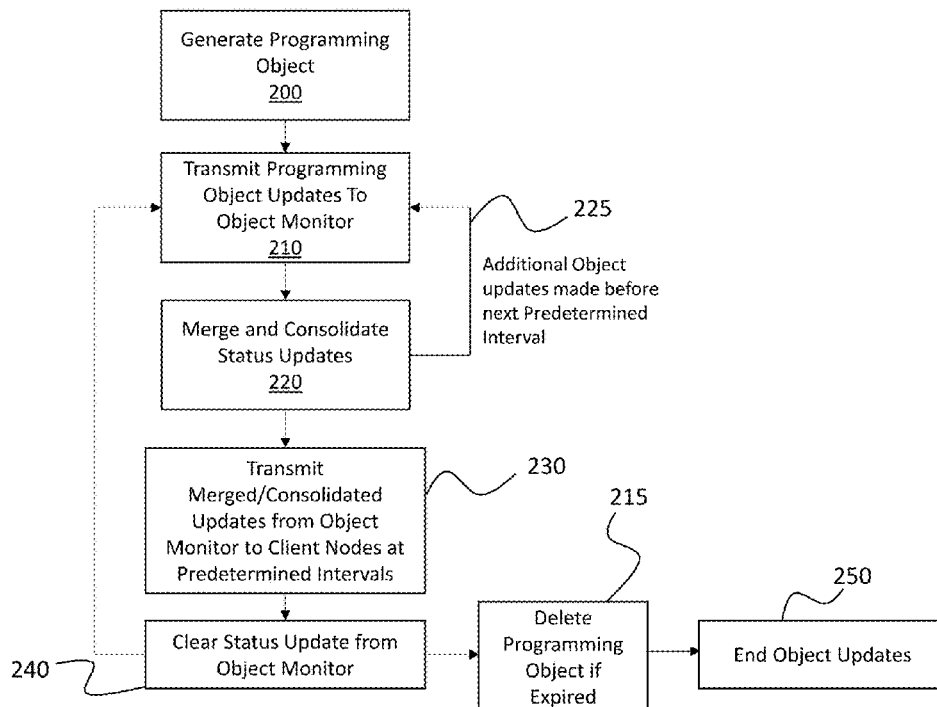 Generate Programming
Object
200
Transmit Programming
Object Updates To
Object Monitor
210
225
Additional Object
updates made before
next Predetermined
Interval
Merge and Consolidate
Status Updates
220
Transmit
Merged/Consolidated
Updates from Object
Monitor to Client Nodes at
Predetermined Intervals
230
215
250
Clear Status Update from
Object Monitor
240
Delete
Programming
Object if
Expired
End Object Updates